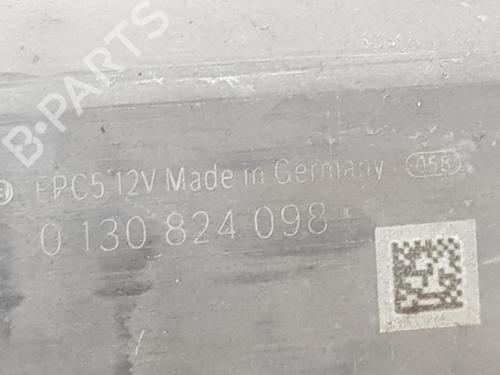 B-PARTS
EPC5 12V Made in Germany 058
0 130 824 098